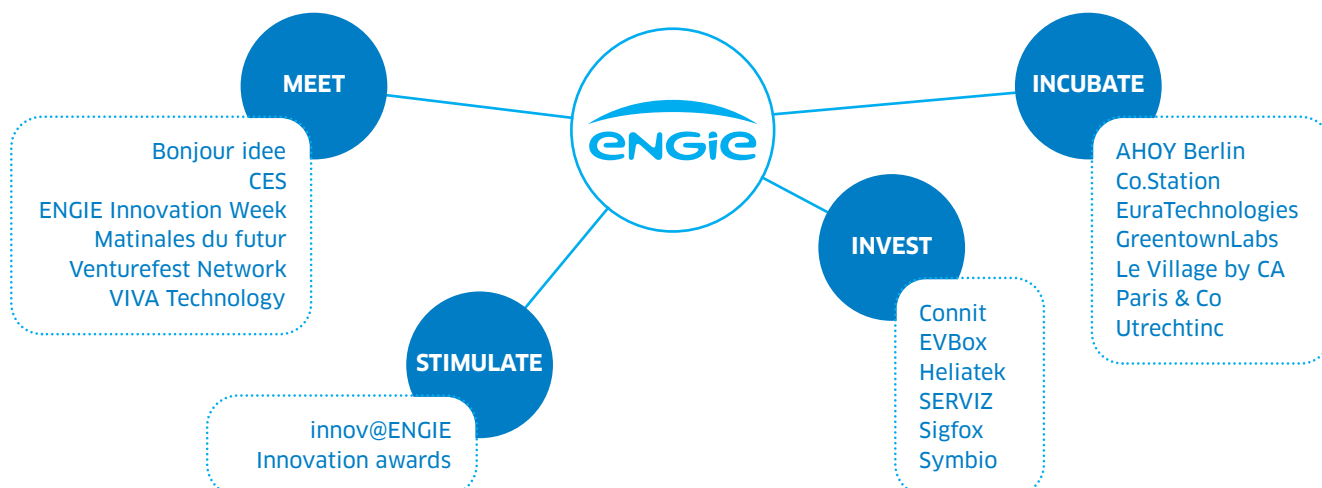 MEET
Bonjour idee
CES
ENGIE Innovation Week
Matinales du futur
Venturefest Network
VIVA Technology
STIMULATE
innov@ENGIE
Innovation awards
ENGIE
INVEST
Connit
EVBox
Heliatek
SERVIZ
Sigfox
Symbio
INCUBATE
AHOY Berlin
Co.Station
EuraTechnologies
GreentownLabs
Le Village by CA
Paris & Co
Utrechtinc